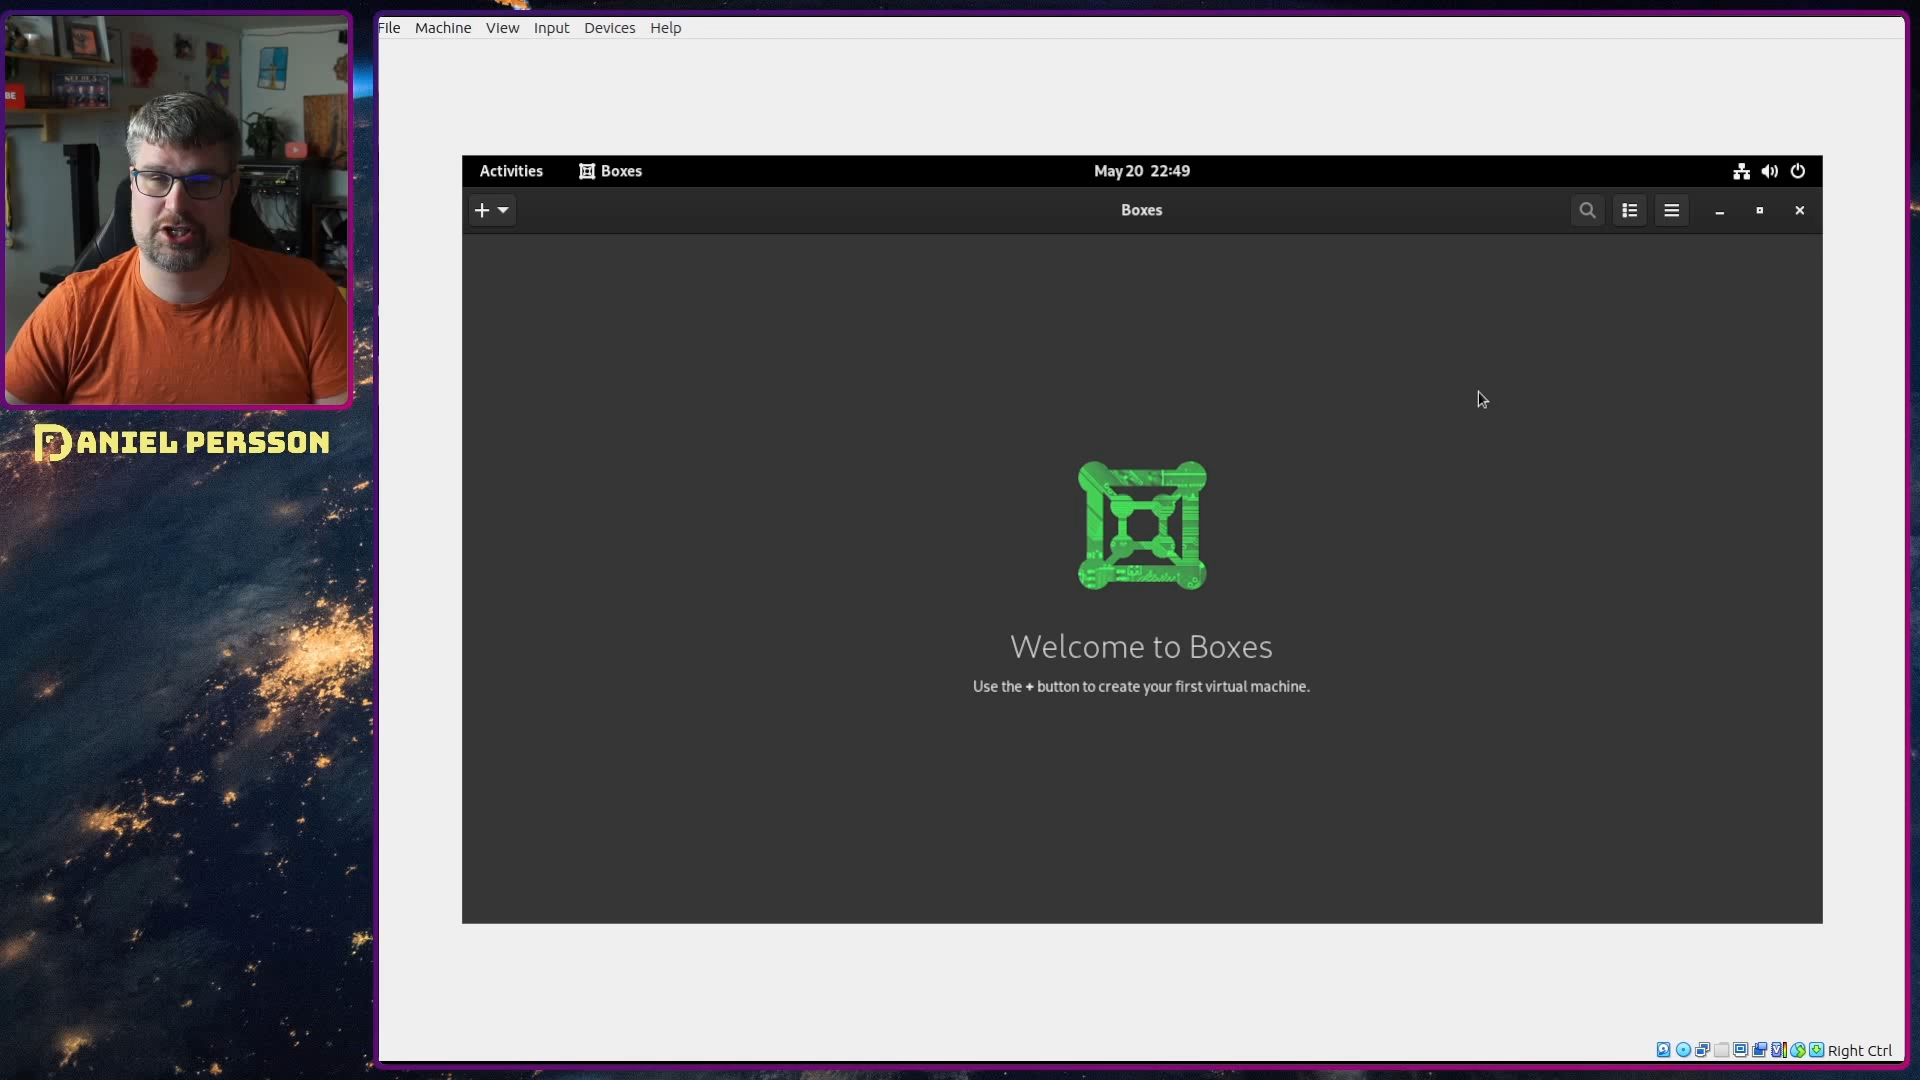 File Machine View Input Devices Help
Activities Boxes May 20 22:49
Boxes
Welcome to Boxes
Use the + button to create your first virtual machine.
DANIEL PERSSON
Right Ctrl